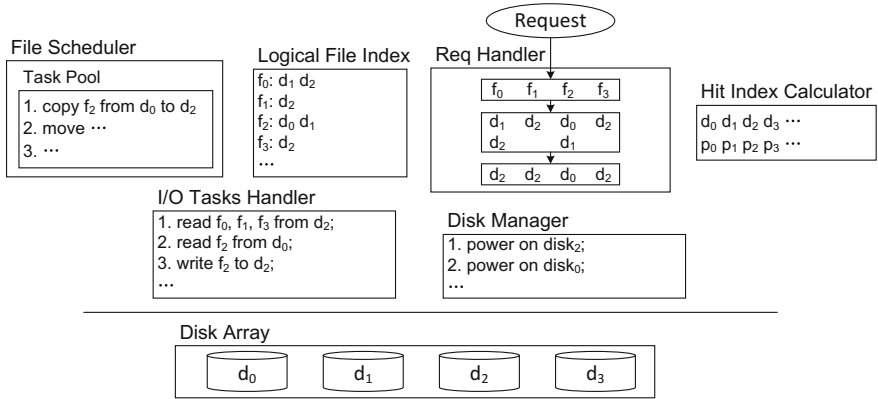 Request
File Scheduler
Task Pool
1. copy f₂ from d₀ to d₂
2. move ⋯
3. ⋯
Logical File Index
f₀: d₁ d₂
f₁: d₂
f₂: d₀ d₁
f₃: d₂
⋯
Req Handler
f₀ f₁ f₂ f₃
d₁ d₂ d₀ d₂
d₂ d₁
d₂ d₂ d₀ d₂
Hit Index Calculator
d₀ d₁ d₂ d₃ ⋯
p₀ p₁ p₂ p₃ ⋯
I/O Tasks Handler
1. read f₀, f₁, f₃ from d₂;
2. read f₂ from d₀;
3. write f₂ to d₂;
⋯
Disk Manager
1. power on disk₂;
2. power on disk₀;
⋯
Disk Array
d₀ d₁ d₂ d₃